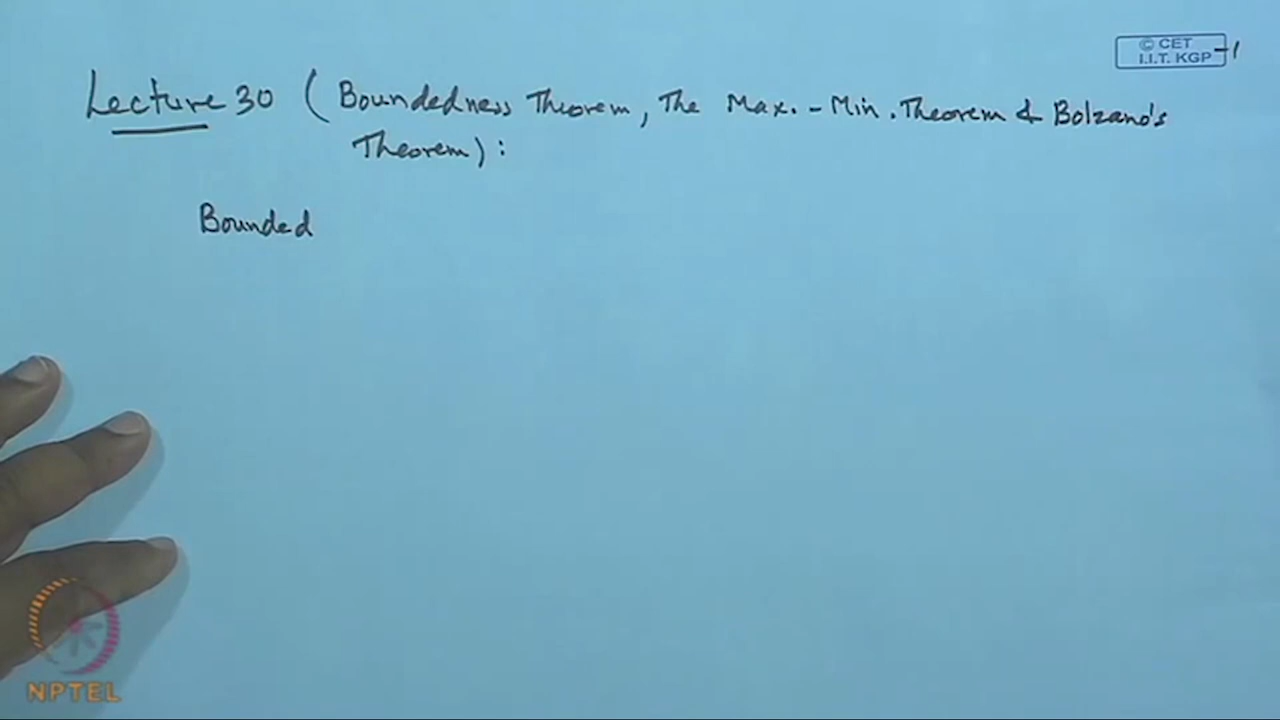 © CET
I.I.T. KGP -1
Lecture 30 ( Boundedness Theorem, The Max. - Min. Theorem & Bolzano's
Theorem) :
Bounded
NPTEL